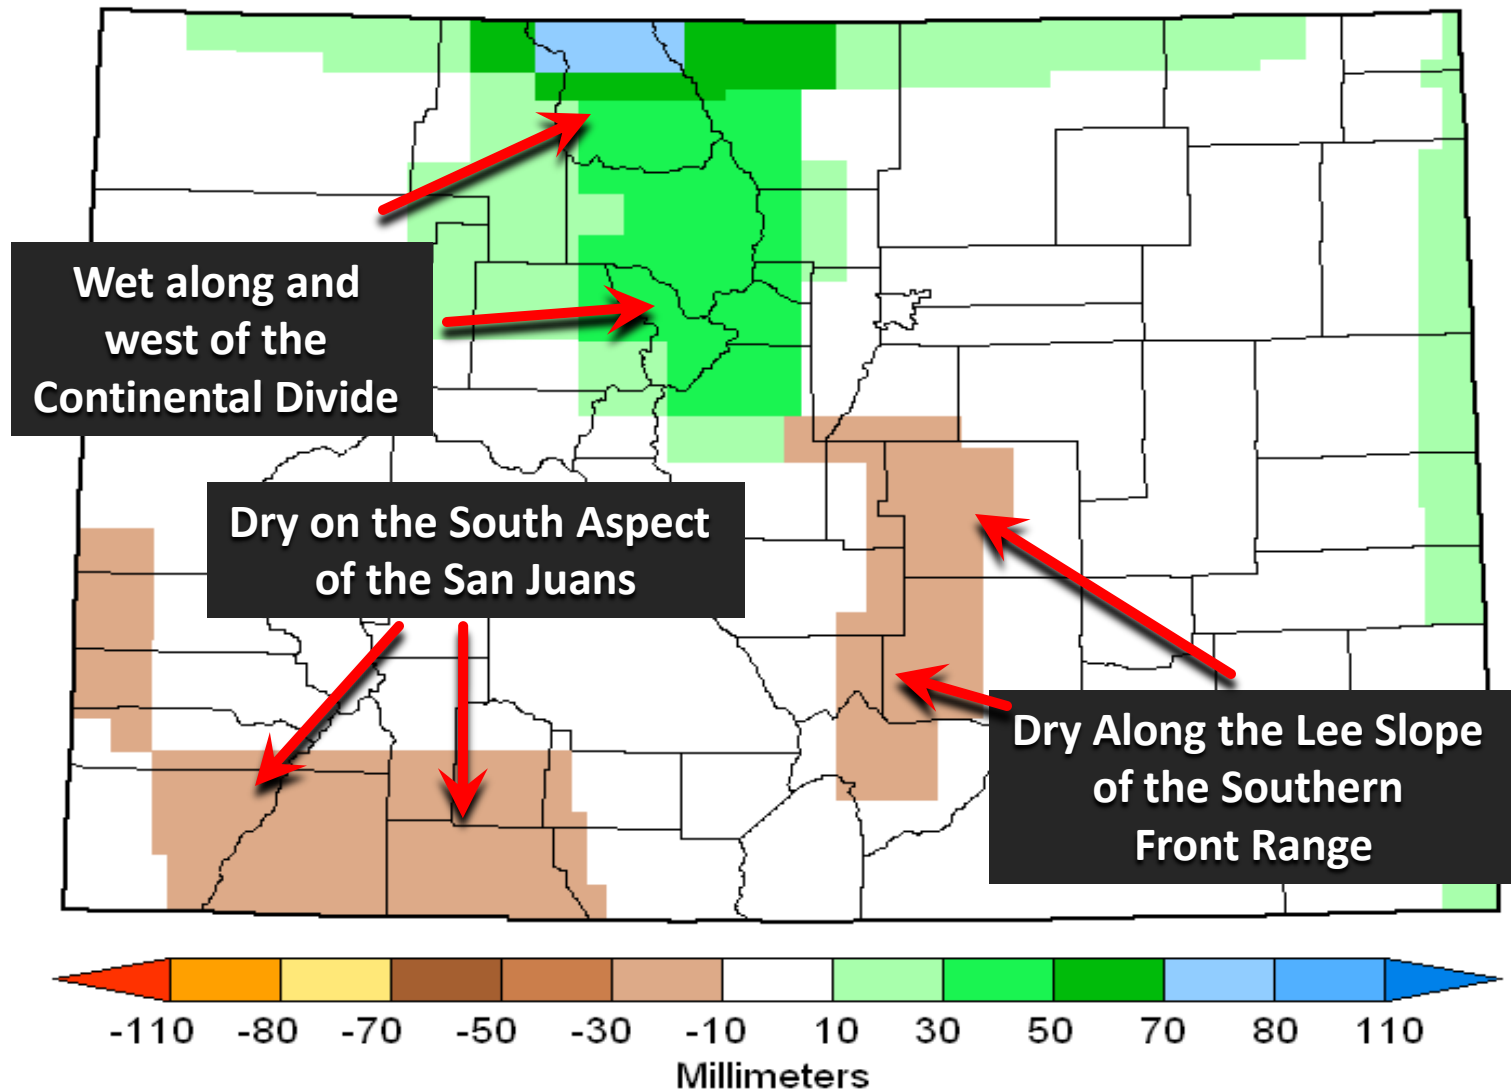 Wet along and
west of the
Continental Divide
Dry on the South Aspect
of the San Juans
Dry Along the Lee Slope
of the Southern
Front Range
-110 -80 -70 -50 -30 -10 10 30 50 70 80 110
Millimeters